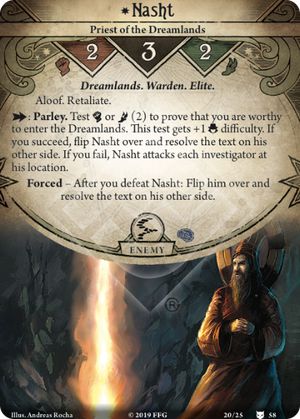 Nasht
Priest of the Dreamlands
2 3 2
Dreamlands. Warden. Elite.
Aloof. Retaliate.
: Parley. Test or (2) to prove that you are worthy
to enter the Dreamlands. This test gets +1 difficulty. If
you succeed, flip Nasht over and resolve the text on his
other side. If you fail, Nasht attacks each investigator at
his location.
Forced – After you defeat Nasht: Flip him over and
resolve the text on his other side.
ENEMY
®
Illus. Andreas Rocha
© 2019 FFG
20/25
58